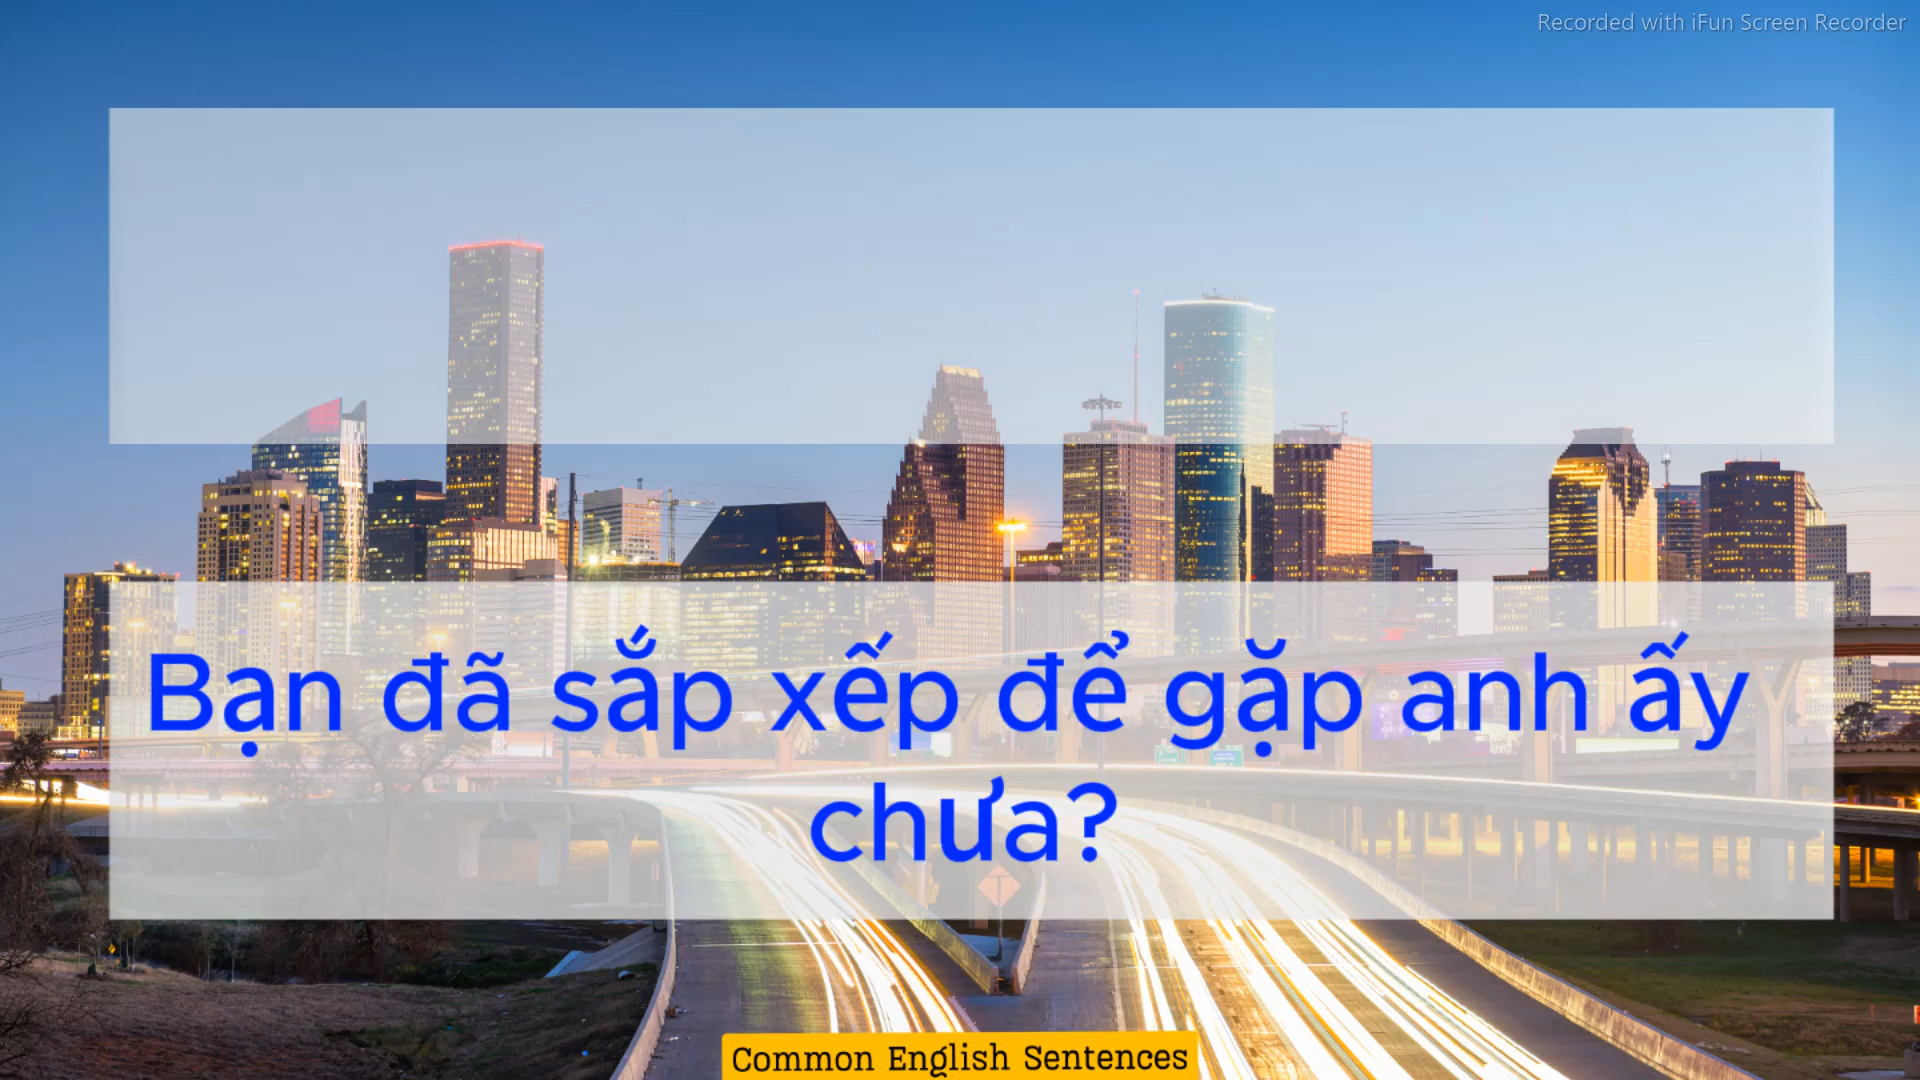 Recorded with iFun Screen Recorder
Bạn đã sắp xếp để gặp anh ấy
chưa?
Common English Sentences